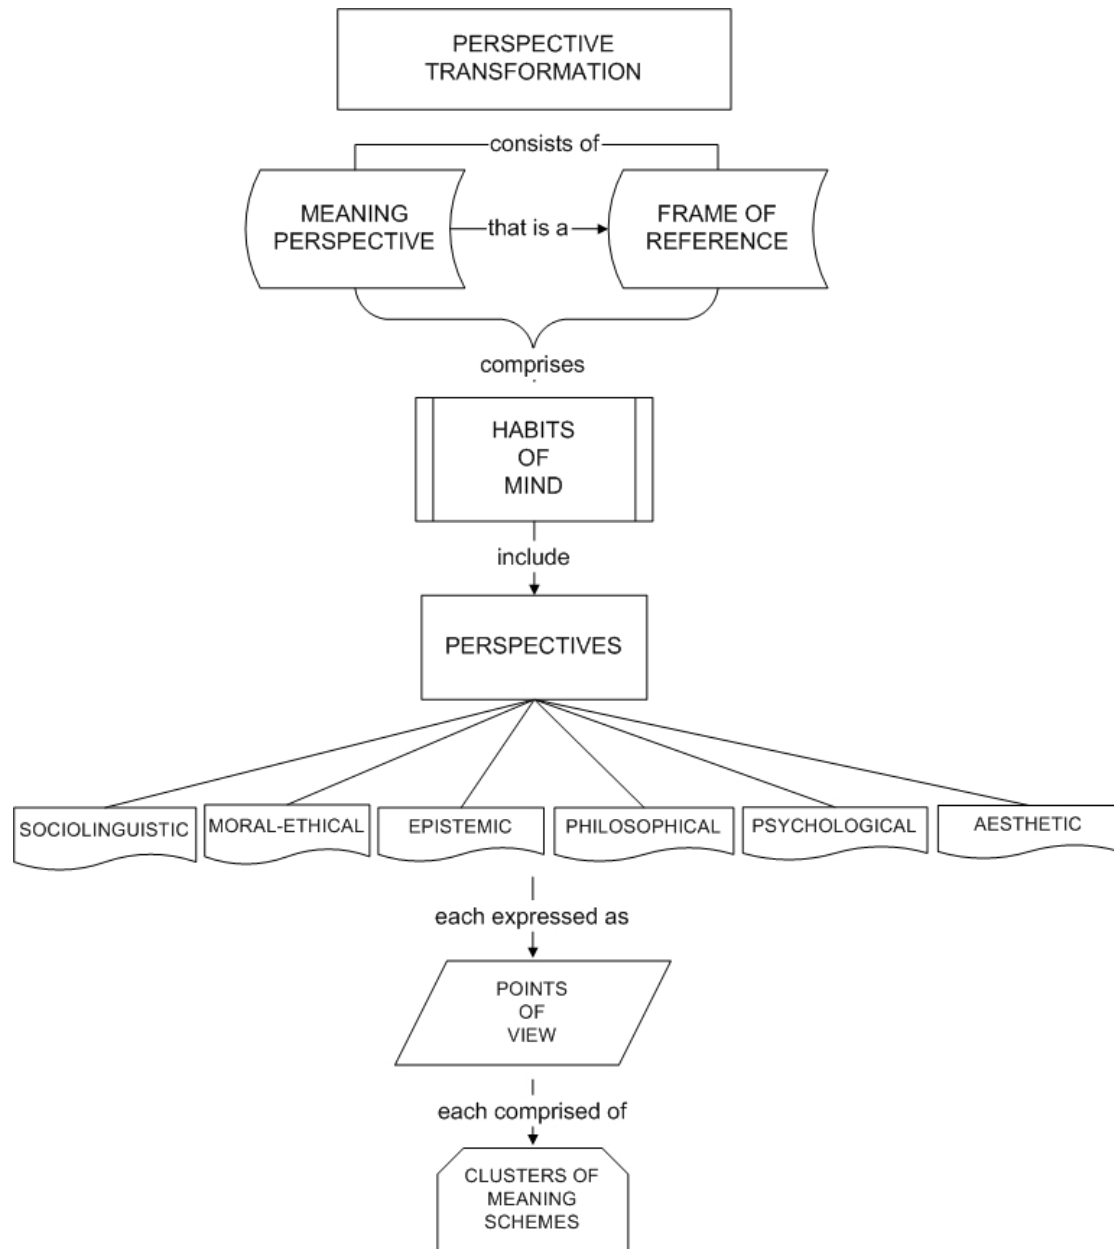 PERSPECTIVE
TRANSFORMATION
consists of
MEANING
PERSPECTIVE
that is a
FRAME OF
REFERENCE
comprises
HABITS
OF
MIND
include
PERSPECTIVES
SOCIOLINGUISTIC
MORAL-ETHICAL
EPISTEMIC
PHILOSOPHICAL
PSYCHOLOGICAL
AESTHETIC
each expressed as
POINTS
OF
VIEW
each comprised of
CLUSTERS OF
MEANING
SCHEMES